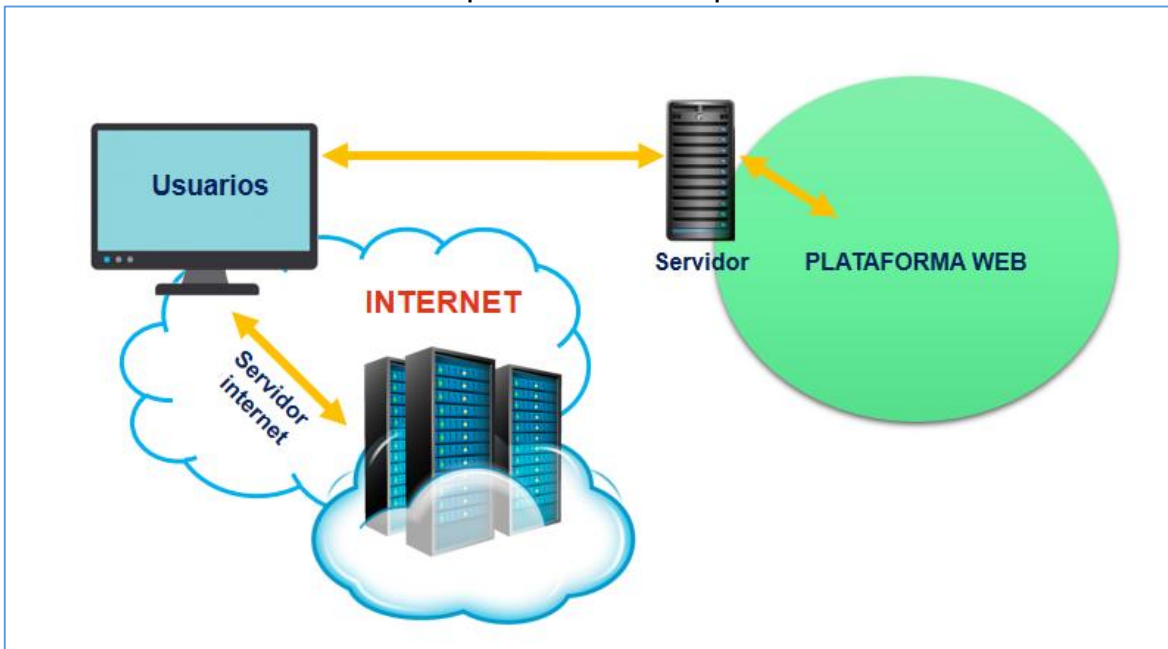 Usuarios
INTERNET
Servidor
internet
Servidor
PLATAFORMA WEB